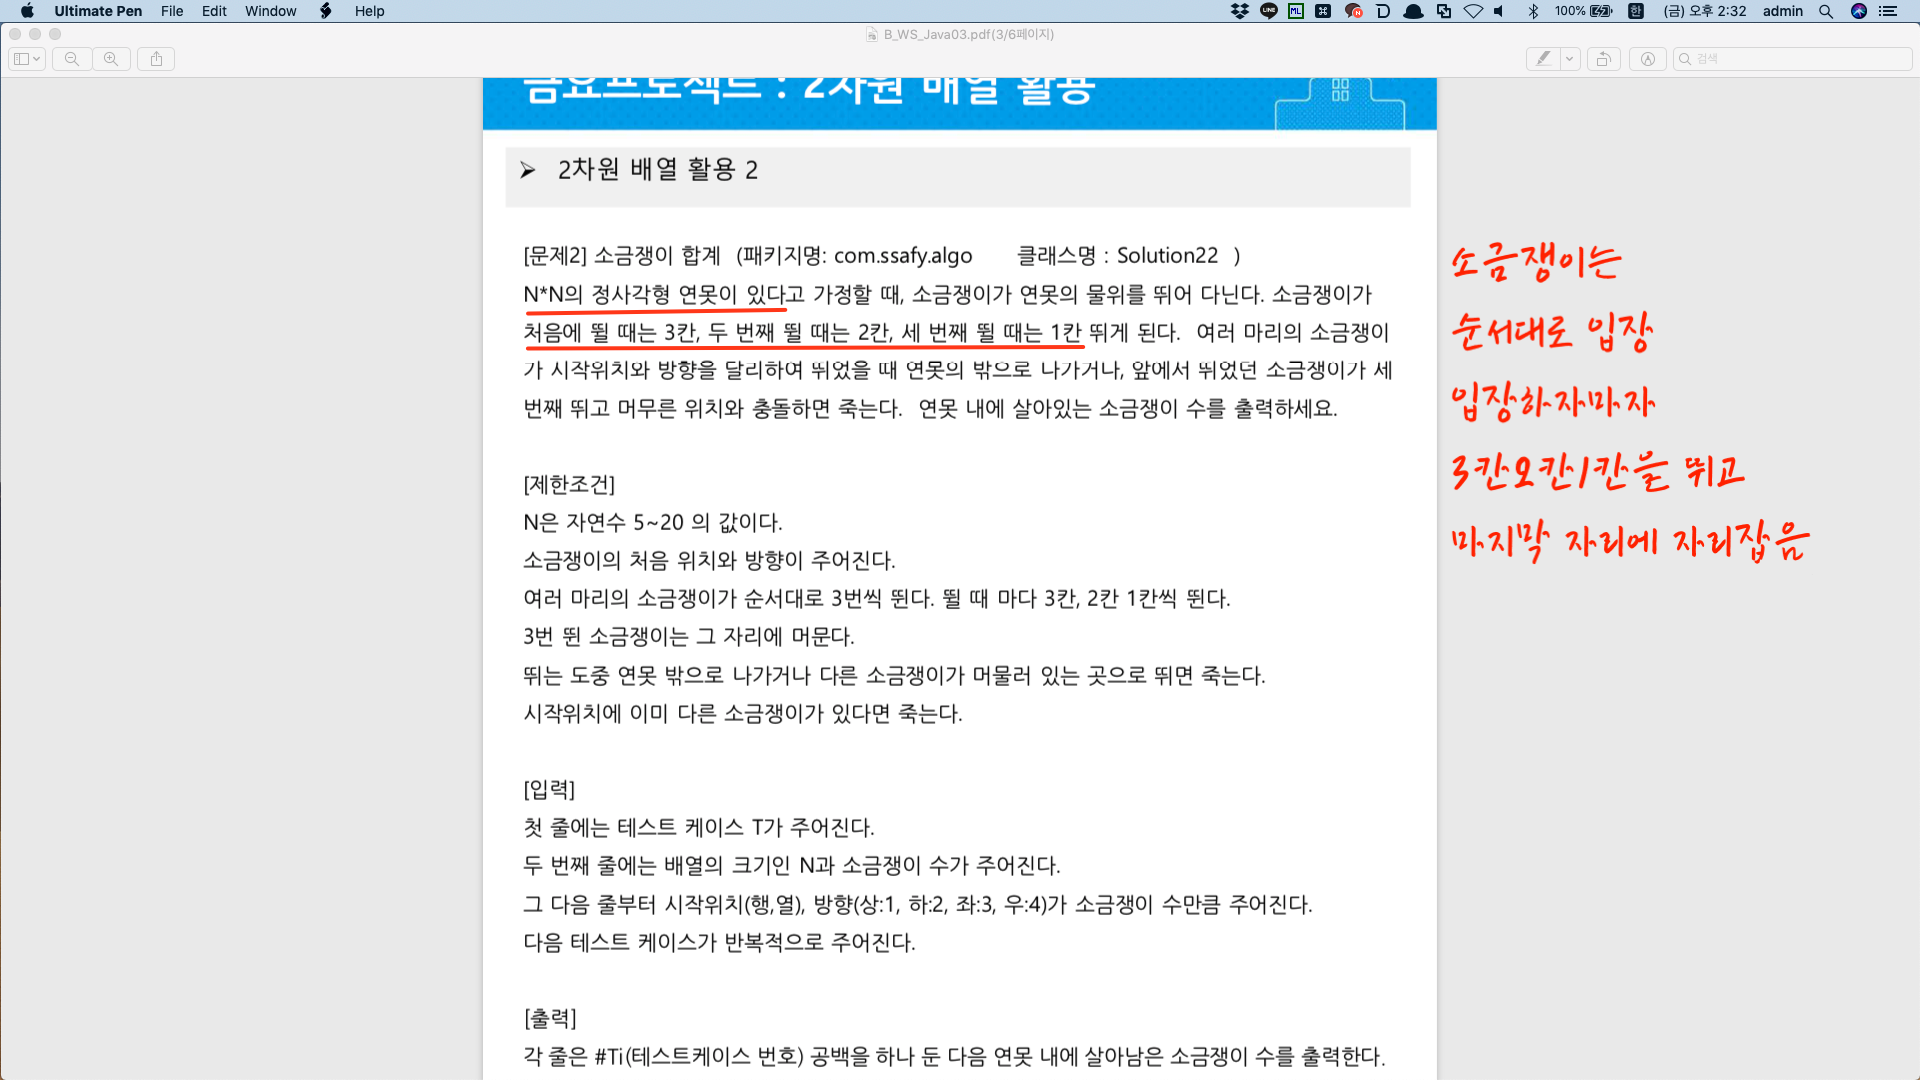 Ultimate Pen File Edit Window Help 100% 한 (금) 오후 2:32 admin
B_WS_Java03.pdf(3/6페이지)
검색
금요프로젝트 : 2차원 배열 활용
➢ 2차원 배열 활용 2
[문제2] 소금쟁이 합계 (패키지명: com.ssafy.algo 클래스명 : Solution22 )
N*N의 정사각형 연못이 있다고 가정할 때, 소금쟁이가 연못의 물위를 뛰어 다닌다. 소금쟁이가
처음에 뛸 때는 3칸, 두 번째 뛸 때는 2칸, 세 번째 뛸 때는 1칸 뛰게 된다. 여러 마리의 소금쟁이
가 시작위치와 방향을 달리하여 뛰었을 때 연못의 밖으로 나가거나, 앞에서 뛰었던 소금쟁이가 세
번째 뛰고 머무른 위치와 충돌하면 죽는다. 연못 내에 살아있는 소금쟁이 수를 출력하세요.
[제한조건]
N은 자연수 5~20 의 값이다.
소금쟁이의 처음 위치와 방향이 주어진다.
여러 마리의 소금쟁이가 순서대로 3번씩 뛴다. 뛸 때 마다 3칸, 2칸 1칸씩 뛴다.
3번 뛴 소금쟁이는 그 자리에 머문다.
뛰는 도중 연못 밖으로 나가거나 다른 소금쟁이가 머물러 있는 곳으로 뛰면 죽는다.
시작위치에 이미 다른 소금쟁이가 있다면 죽는다.
[입력]
첫 줄에는 테스트 케이스 T가 주어진다.
두 번째 줄에는 배열의 크기인 N과 소금쟁이 수가 주어진다.
그 다음 줄부터 시작위치(행,열), 방향(상:1, 하:2, 좌:3, 우:4)가 소금쟁이 수만큼 주어진다.
다음 테스트 케이스가 반복적으로 주어진다.
[출력]
각 줄은 #Ti(테스트케이스 번호) 공백을 하나 둔 다음 연못 내에 살아남은 소금쟁이 수를 출력한다.
소금쟁이는
순서대로 입장
입장하자마자
3칸2칸1칸을 뛰고
마지막 자리에 자리잡음